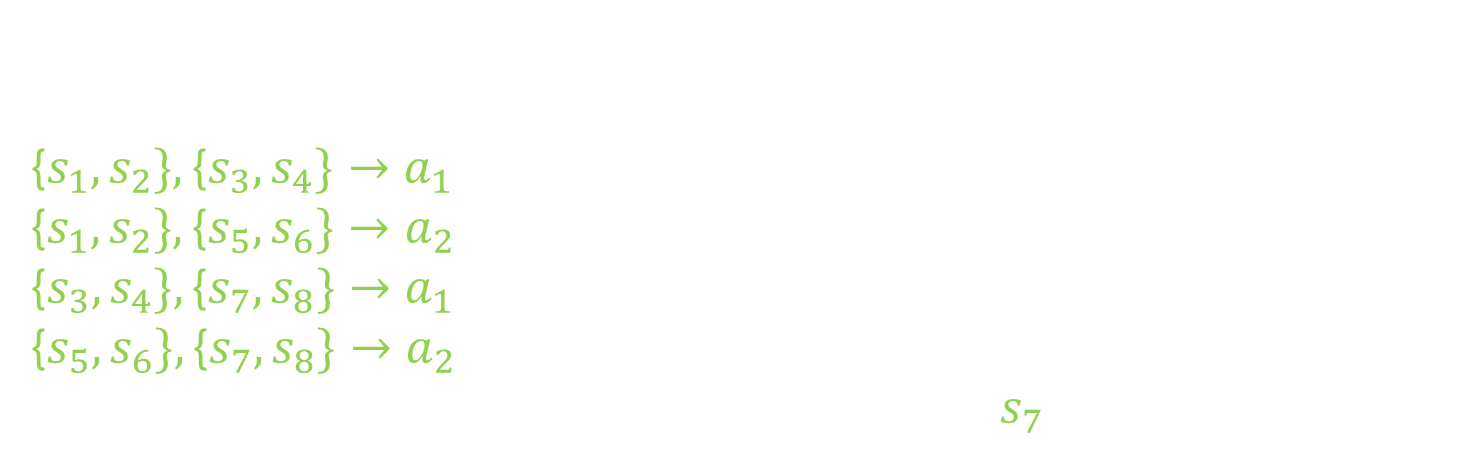 {s₁, s₂}, {s₃, s₄} → a₁
{s₁, s₂}, {s₅, s₆} → a₂
{s₃, s₄}, {s₇, s₈} → a₁
{s₅, s₆}, {s₇, s₈} → a₂
s₇